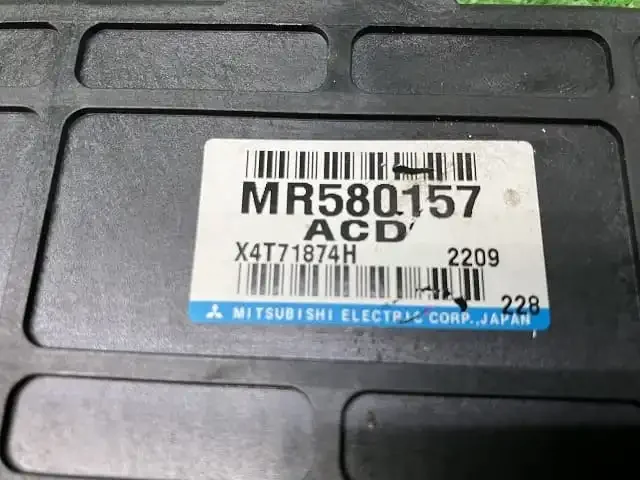 MR580157
ACD
X4T71874H 2209
228
MITSUBISHI ELECTRIC CORP.,JAPAN